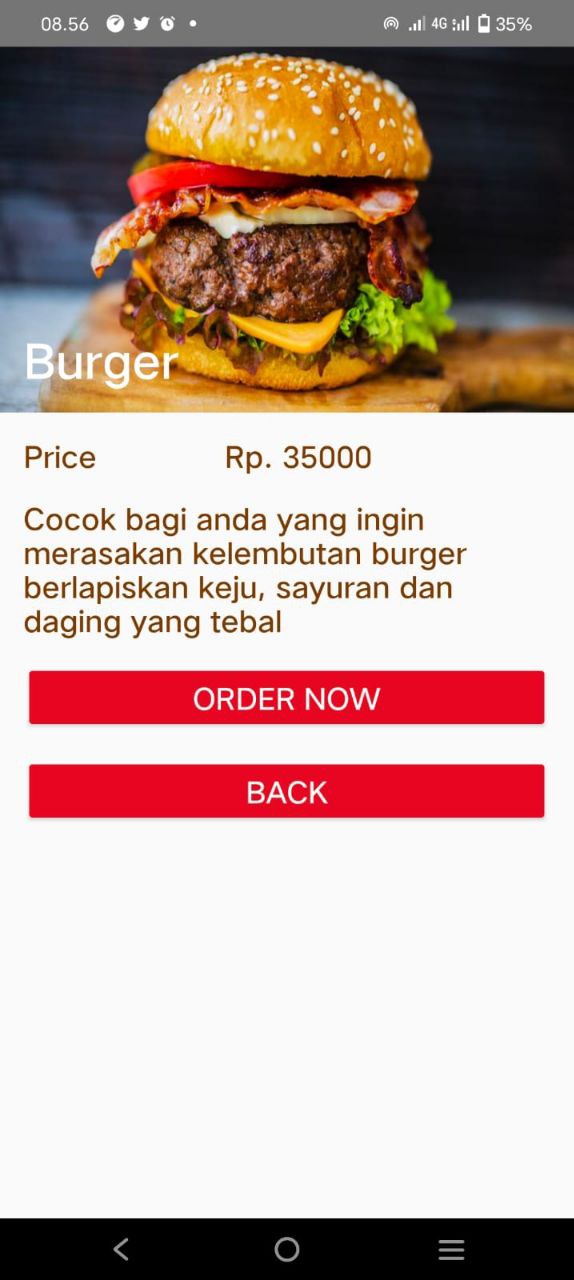 08.56
4G
35%
Burger
Price Rp. 35000
Cocok bagi anda yang ingin
merasakan kelembutan burger
berlapiskan keju, sayuran dan
daging yang tebal
ORDER NOW
BACK